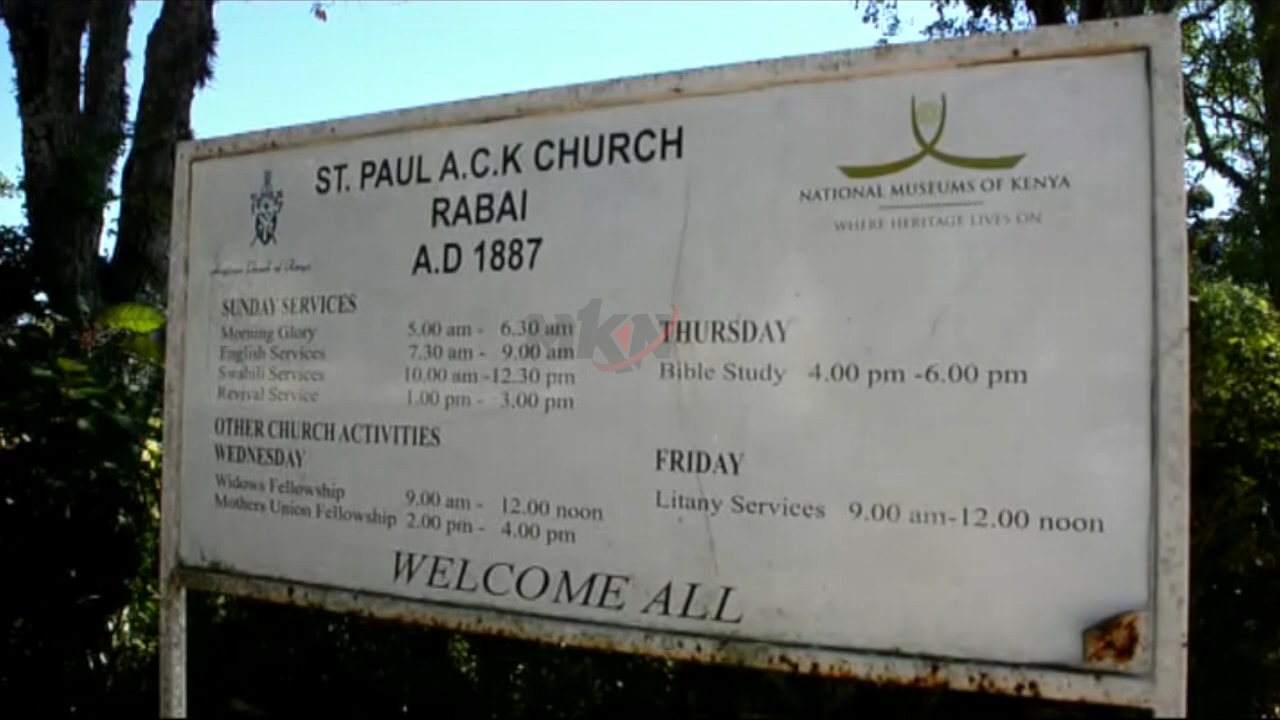 ST. PAUL A.C.K CHURCH
RABAI
A.D 1887
Anglican Church of Kenya
NATIONAL MUSEUMS OF KENYA
WHERE HERITAGE LIVES ON
SUNDAY SERVICES
Morning Glory 5.00 am - 6.30 am
English Services 7.30 am - 9.00 am
Swahili Services 10.00 am -12.30 pm
Revival Service 1.00 pm - 3.00 pm
OTHER CHURCH ACTIVITIES
WEDNESDAY
Widows Fellowship 9.00 am - 12.00 noon
Mothers Union Fellowship 2.00 pm - 4.00 pm
THURSDAY
Bible Study 4.00 pm -6.00 pm
FRIDAY
Litany Services 9.00 am-12.00 noon
WELCOME ALL